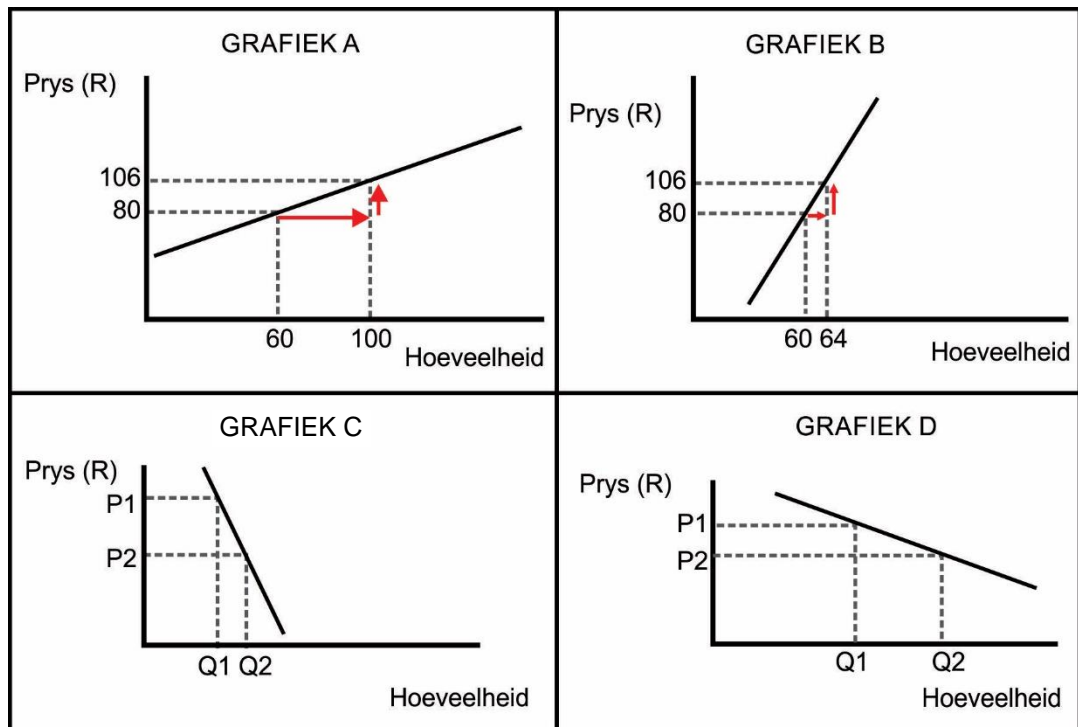 GRAFIEK A
Prys (R)
106
80
60
100
Hoeveelheid
GRAFIEK B
Prys (R)
106
80
60 64
Hoeveelheid
GRAFIEK C
Prys (R)
P1
P2
Q1 Q2
Hoeveelheid
GRAFIEK D
Prys (R)
P1
P2
Q1
Q2
Hoeveelheid